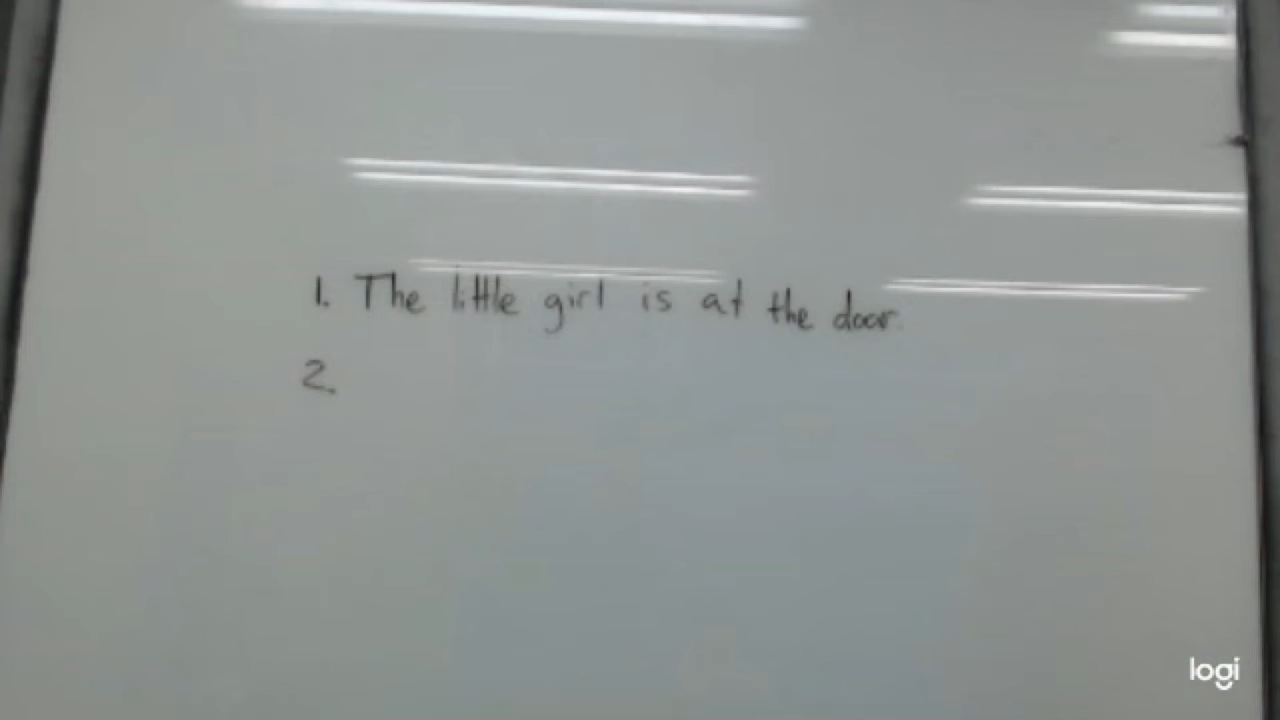 1. The little girl is at the door.
2.
logi